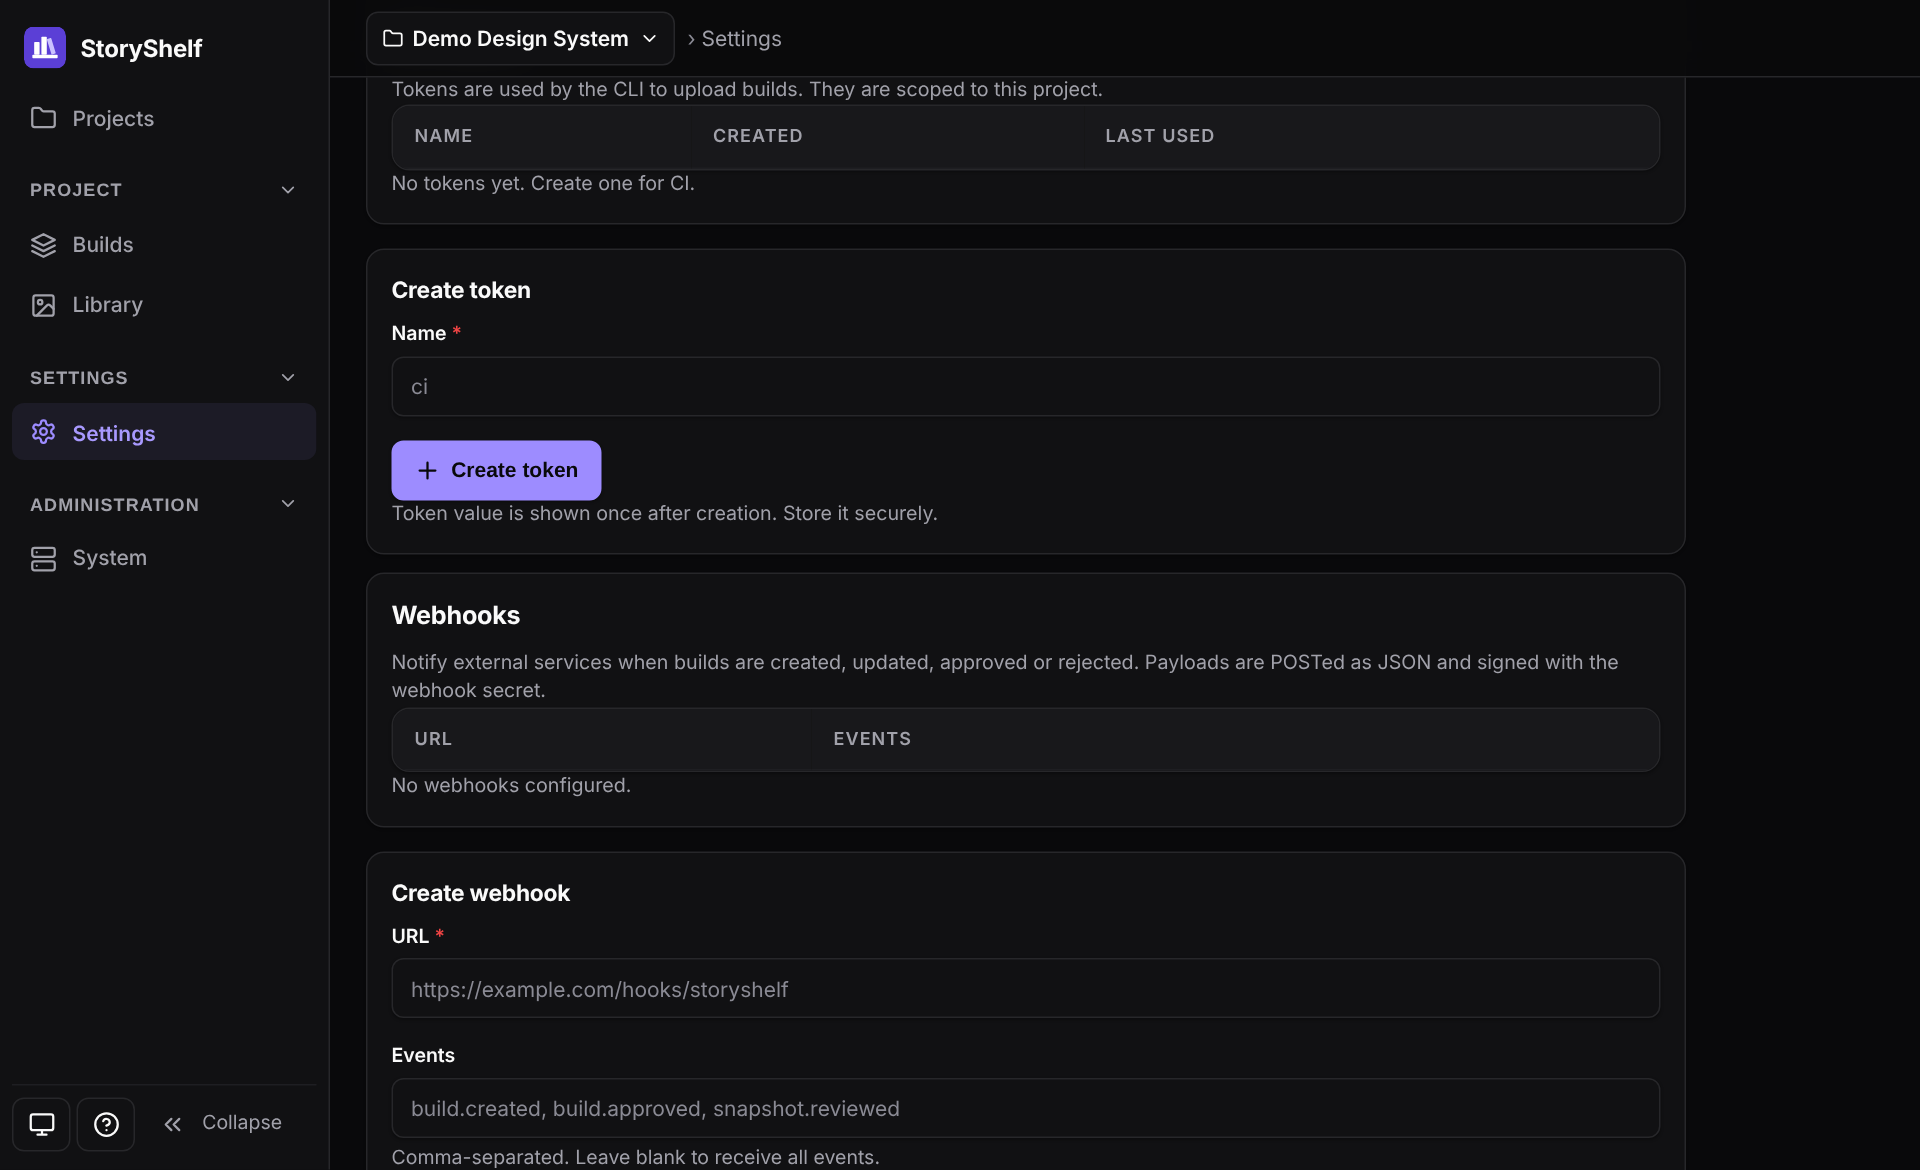 StoryShelf
Projects
PROJECT
Builds
Library
SETTINGS
Settings
ADMINISTRATION
System
Collapse
Demo Design System
› Settings
Tokens are used by the CLI to upload builds. They are scoped to this project.
NAME CREATED LAST USED
No tokens yet. Create one for CI.
Create token
Name *
ci
Create token
Token value is shown once after creation. Store it securely.
Webhooks
Notify external services when builds are created, updated, approved or rejected. Payloads are POSTed as JSON and signed with the
webhook secret.
URL EVENTS
No webhooks configured.
Create webhook
URL *
https://example.com/hooks/storyshelf
Events
build.created, build.approved, snapshot.reviewed
Comma-separated. Leave blank to receive all events.